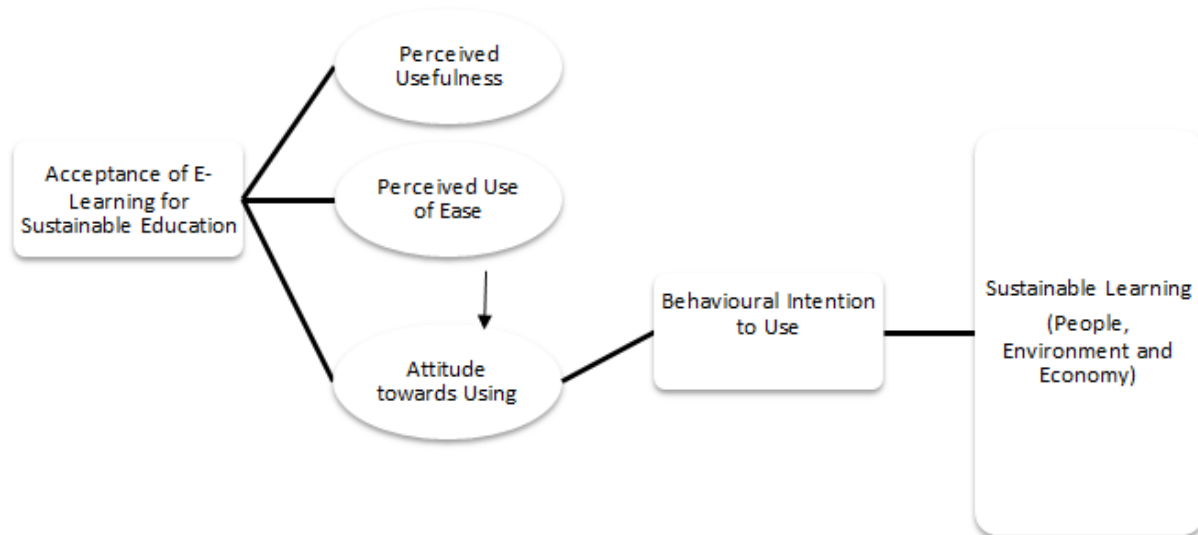 Perceived
Usefulness
Acceptance of E-
Learning for
Sustainable Education
Perceived Use
of Ease
Attitude
towards Using
Behavioural Intention
to Use
Sustainable Learning
(People,
Environment and
Economy)